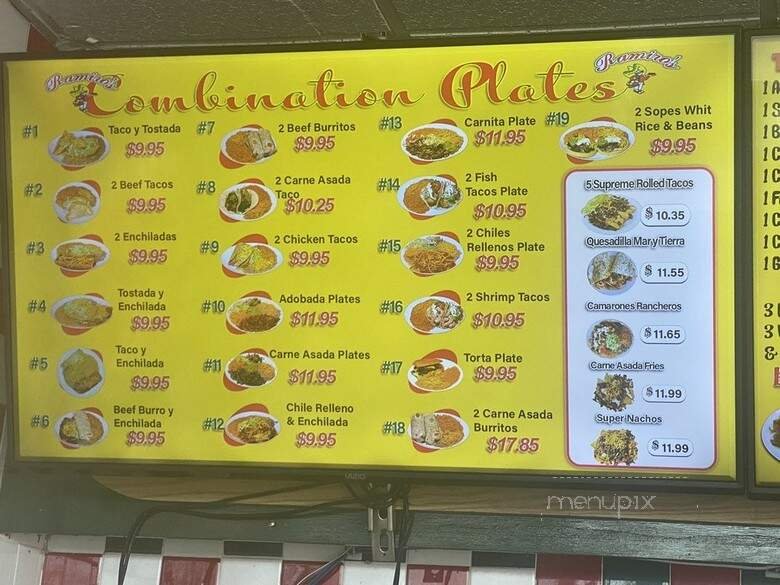 Ramiro's
Ramiro's
Combination Plates
#1 Taco y Tostada
$9.95
#2 2 Beef Tacos
$9.95
#3 2 Enchiladas
$9.95
#4 Tostada y
Enchilada
$9.95
#5 Taco y
Enchilada
$9.95
#6 Beef Burro y
Enchilada
$9.95
#7 2 Beef Burritos
$9.95
#8 2 Carne Asada
Taco
$10.25
#9 2 Chicken Tacos
$9.95
#10 Adobada Plates
$11.95
#11 Carne Asada Plates
$11.95
#12 Chile Relleno
& Enchilada
$9.95
#13 Carnita Plate
$11.95
#14 2 Fish
Tacos Plate
$10.95
#15 2 Chiles
Rellenos Plate
$9.95
#16 2 Shrimp Tacos
$10.95
#17 Torta Plate
$9.95
#18 2 Carne Asada
Burritos
$17.85
#19 2 Sopes Whit
Rice & Beans
$9.95
5 Supreme Rolled Tacos
$ 10.35
Quesadilla Mar y Tierra
$ 11.55
Camarones Rancheros
$ 11.65
Carne Asada Fries
$ 11.99
Super Nachos
$ 11.99
VIZIO
menupix